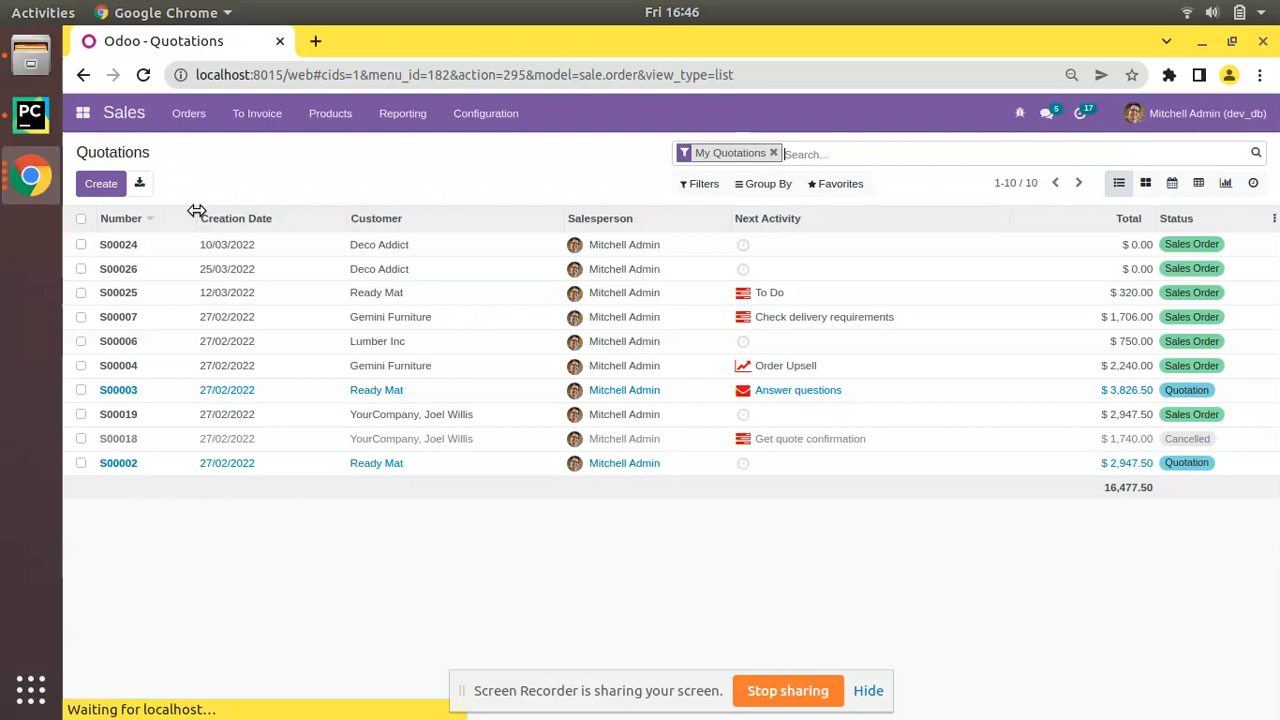 Activities Google Chrome Fri 16:46
Odoo - Quotations
localhost:8015/web#cids=1&menu_id=182&action=295&model=sale.order&view_type=list
Sales Orders To Invoice Products Reporting Configuration 5 17 Mitchell Admin (dev_db)
Quotations My Quotations Search...
Create Filters Group By Favorites 1-10 / 10
Number Creation Date Customer Salesperson Next Activity Total Status
S00024 10/03/2022 Deco Addict Mitchell Admin $ 0.00 Sales Order
S00026 25/03/2022 Deco Addict Mitchell Admin $ 0.00 Sales Order
S00025 12/03/2022 Ready Mat Mitchell Admin To Do $ 320.00 Sales Order
S00007 27/02/2022 Gemini Furniture Mitchell Admin Check delivery requirements $ 1,706.00 Sales Order
S00006 27/02/2022 Lumber Inc Mitchell Admin $ 750.00 Sales Order
S00004 27/02/2022 Gemini Furniture Mitchell Admin Order Upsell $ 2,240.00 Sales Order
S00003 27/02/2022 Ready Mat Mitchell Admin Answer questions $ 3,826.50 Quotation
S00019 27/02/2022 YourCompany, Joel Willis Mitchell Admin $ 2,947.50 Sales Order
S00018 27/02/2022 YourCompany, Joel Willis Mitchell Admin Get quote confirmation $ 1,740.00 Cancelled
S00002 27/02/2022 Ready Mat Mitchell Admin $ 2,947.50 Quotation
16,477.50
Screen Recorder is sharing your screen. Stop sharing Hide
Waiting for localhost...
PC